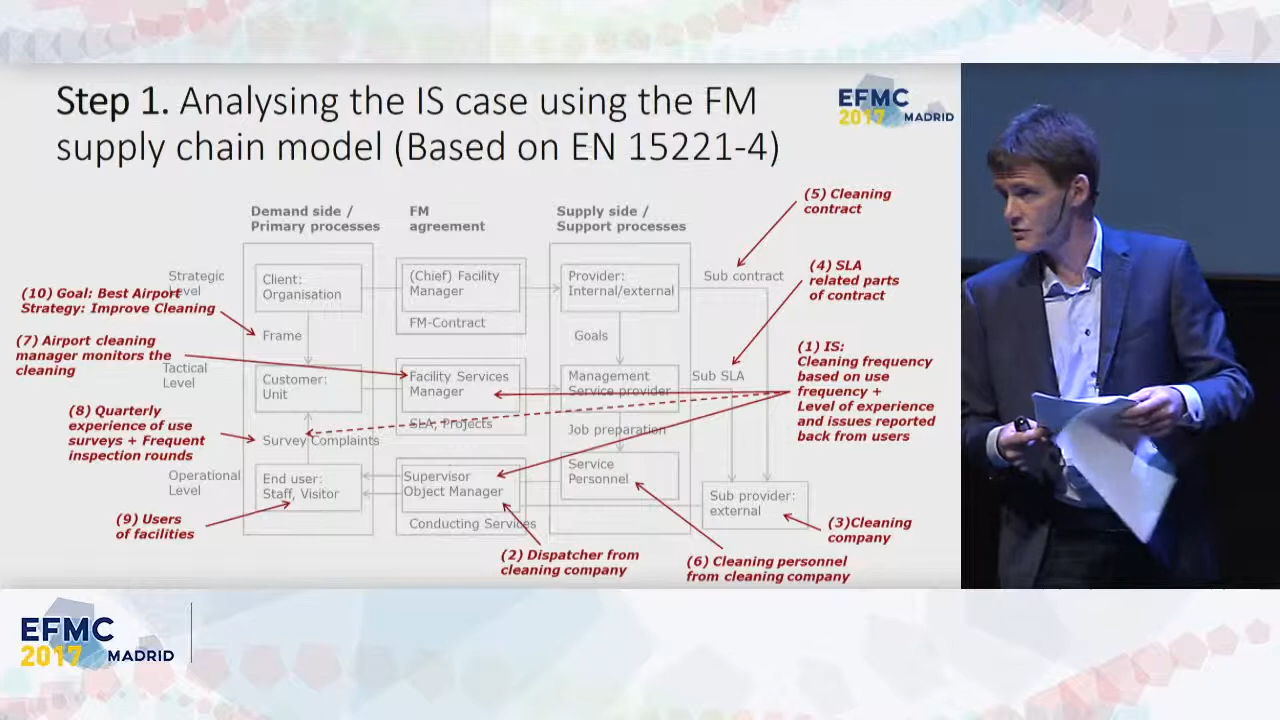 Step 1. Analysing the IS case using the FM
supply chain model (Based on EN 15221-4)
EFMC
2017 MADRID
Demand side /
Primary processes
FM
agreement
Supply side /
Support processes
(5) Cleaning
contract
Strategic
Level
Client:
Organisation
(Chief) Facility
Manager
Provider:
Internal/external
Sub contract
(4) SLA
related parts
of contract
(10) Goal: Best Airport
Strategy: Improve Cleaning
FM-Contract
Frame
Goals
(7) Airport cleaning
manager monitors the
cleaning
(1) IS:
Cleaning frequency
based on use
frequency +
Level of experience
and issues reported
back from users
Tactical
Level
Customer:
Unit
Facility Services
Manager
Management
Service provider
Sub SLA
(8) Quarterly
experience of use
surveys + Frequent
inspection rounds
SLA, Projects
Job preparation
Survey Complaints
Operational
Level
End user:
Staff, Visitor
Supervisor
Object Manager
Service
Personnel
Sub provider:
external
(9) Users
of facilities
Conducting Services
(3)Cleaning
company
(2) Dispatcher from
cleaning company
(6) Cleaning personnel
from cleaning company
EFMC
2017 MADRID